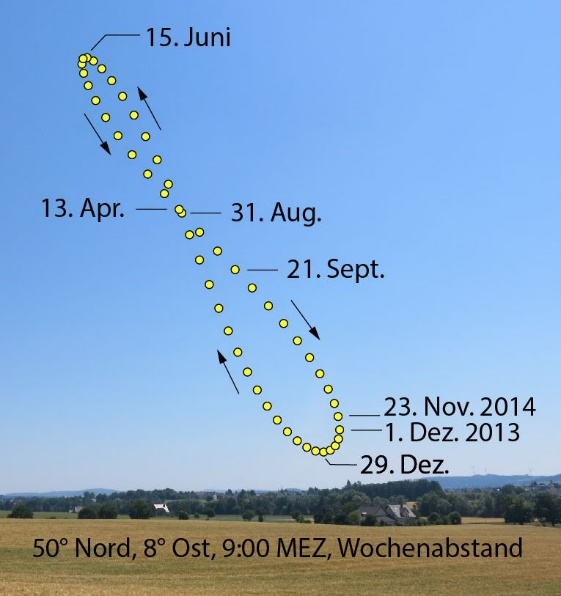 15. Juni
13. Apr.
31. Aug.
21. Sept.
23. Nov. 2014
1. Dez. 2013
29. Dez.
50° Nord, 8° Ost, 9:00 MEZ, Wochenabstand